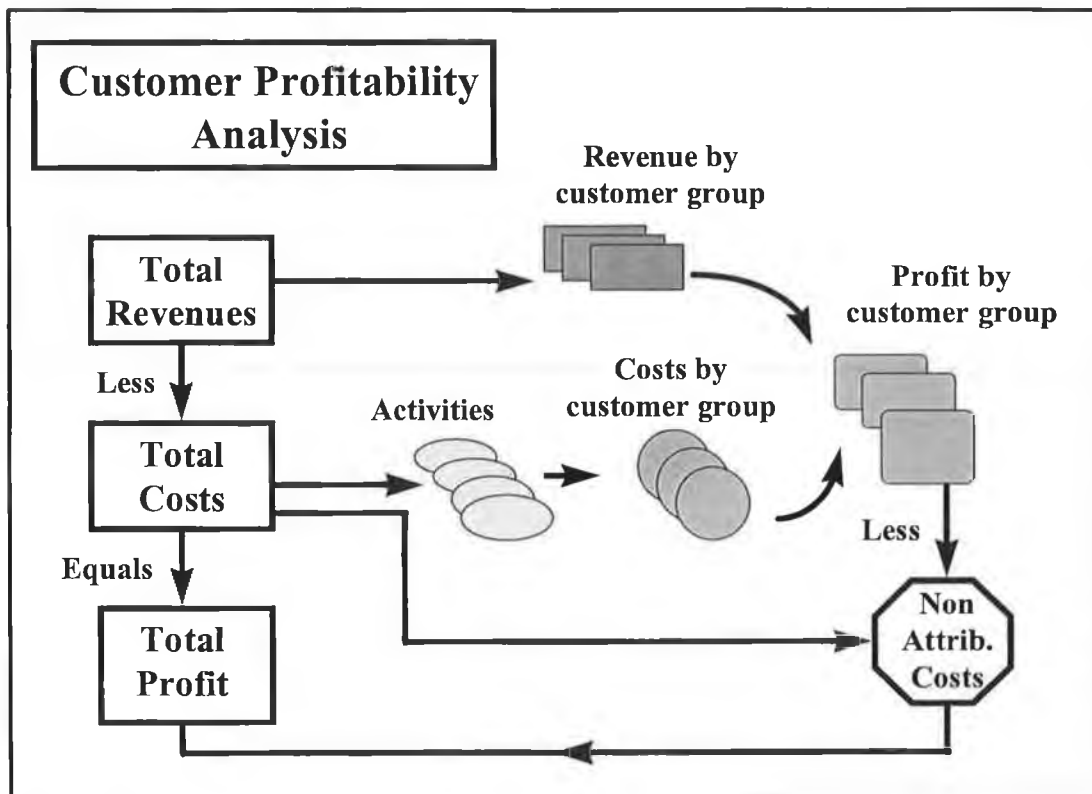 Customer Profitability
Analysis
Revenue by
customer group
Total
Revenues
Profit by
customer group
Less
Costs by
customer group
Activities
Total
Costs
Less
Equals
Non
Attrib.
Costs
Total
Profit